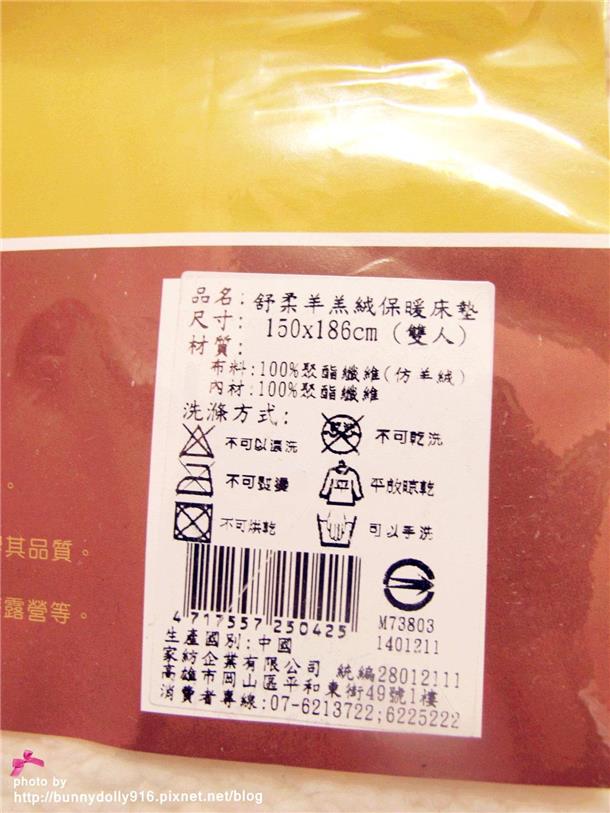 品名:舒柔羊羔絨保暖床墊
尺寸:150x186cm(雙人)
材質:
布料:100%聚酯纖維(仿羊絨)
內材:100%聚酯纖維
洗滌方式:
不可以濕洗 不可乾洗
不可熨燙 平放晾乾
不可烘乾 可以手洗
其品質。
露營等。
4 717557 250425
M73803
1401211
生產國別:中國
家紡企業有限公司 統編28012111
高雄市岡山區平和東街49號1樓
消費者專線:07-6213722;6225222
photo by
http://bunnydolly916.pixnet.net/blog